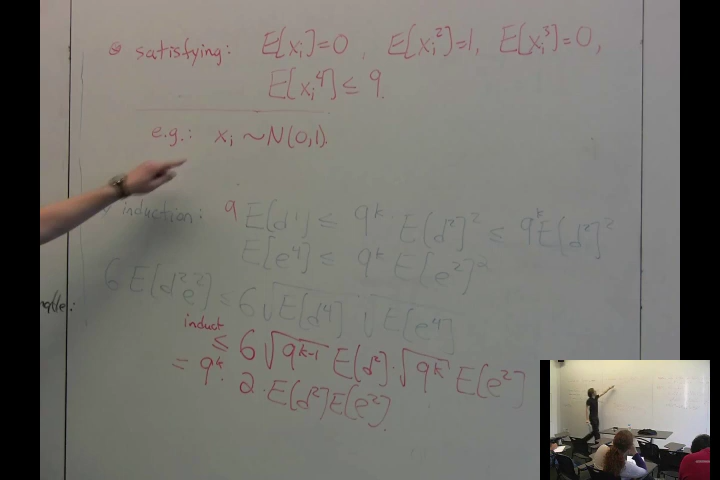 ⊛ satisfying: E[xᵢ]=0, E[xᵢ²]=1, E[xᵢ³]=0,
E[xᵢ⁴] ≤ 9.
e.g.: xᵢ ~ N(0,1).
induction: 9 E[d⁴] ≤ 9ᵏ · E[d²]² ≤ 9ᵏ E[d²]²
E[e⁴] ≤ 9ᵏ E[e²]²
6 E[d²e²] ≤ 6 √E[d⁴] √E[e⁴]
induct
≤ 6 √9ᵏ⁻¹ E[d²] · √9ᵏ E[e²]
= 9ᵏ · 2 · E[d²]E[e²].